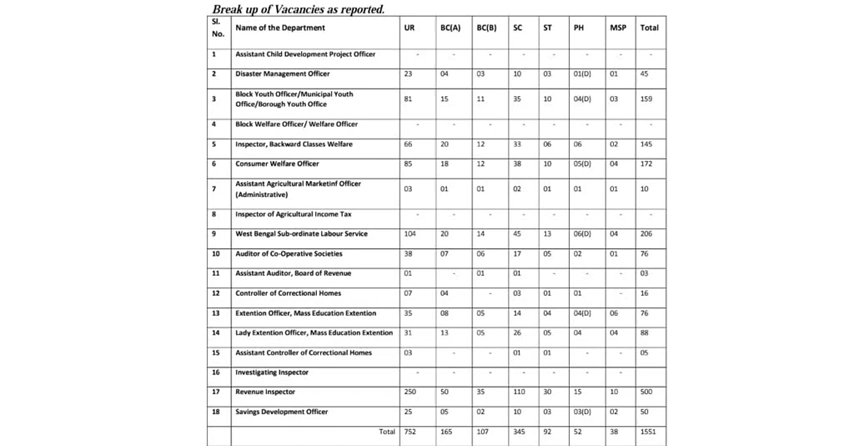 Break up of Vacancies as reported.
Sl. No. Name of the Department UR BC(A) BC(B) SC ST PH MSP Total
1 Assistant Child Development Project Officer - - - - - - - -
2 Disaster Management Officer 23 04 03 10 03 01(D) 01 45
3 Block Youth Officer/Municipal Youth Office/Borough Youth Office 81 15 11 35 10 04(D) 03 159
4 Block Welfare Officer/ Welfare Officer - - - - - - - -
5 Inspector, Backward Classes Welfare 66 20 12 33 06 06 02 145
6 Consumer Welfare Officer 85 18 12 38 10 05(D) 04 172
7 Assistant Agricultural Marketinf Officer (Administrative) 03 01 01 02 01 01 01 10
8 Inspector of Agricultural Income Tax - - - - - - - -
9 West Bengal Sub-ordinate Labour Service 104 20 14 45 13 06(D) 04 206
10 Auditor of Co-Operative Societies 38 07 06 17 05 02 01 76
11 Assistant Auditor, Board of Revenue 01 - 01 01 - - - 03
12 Controller of Correctional Homes 07 04 - 03 01 01 - 16
13 Extention Officer, Mass Education Extention 35 08 05 14 04 04(D) 06 76
14 Lady Extention Officer, Mass Education Extention 31 13 05 26 05 04 04 88
15 Assistant Controller of Correctional Homes 03 - - 01 01 - - 05
16 Investigating Inspector - - - - - - -
17 Revenue Inspector 250 50 35 110 30 15 10 500
18 Savings Development Officer 25 05 02 10 03 03(D) 02 50
Total 752 165 107 345 92 52 38 1551